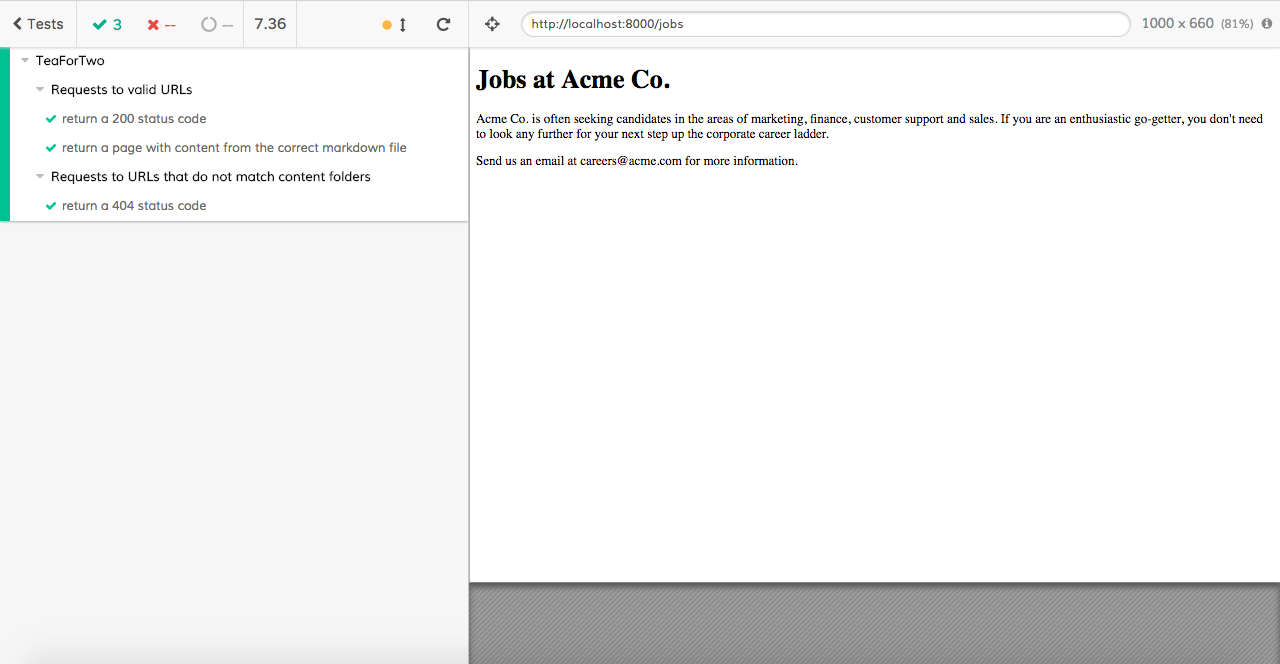 Tests 3 -- -- 7.36
http://localhost:8000/jobs 1000 x 660 (81%)
TeaForTwo
Requests to valid URLs
return a 200 status code
return a page with content from the correct markdown file
Requests to URLs that do not match content folders
return a 404 status code
Jobs at Acme Co.
Acme Co. is often seeking candidates in the areas of marketing, finance, customer support and sales. If you are an enthusiastic go-getter, you don't need
to look any further for your next step up the corporate career ladder.
Send us an email at careers@acme.com for more information.